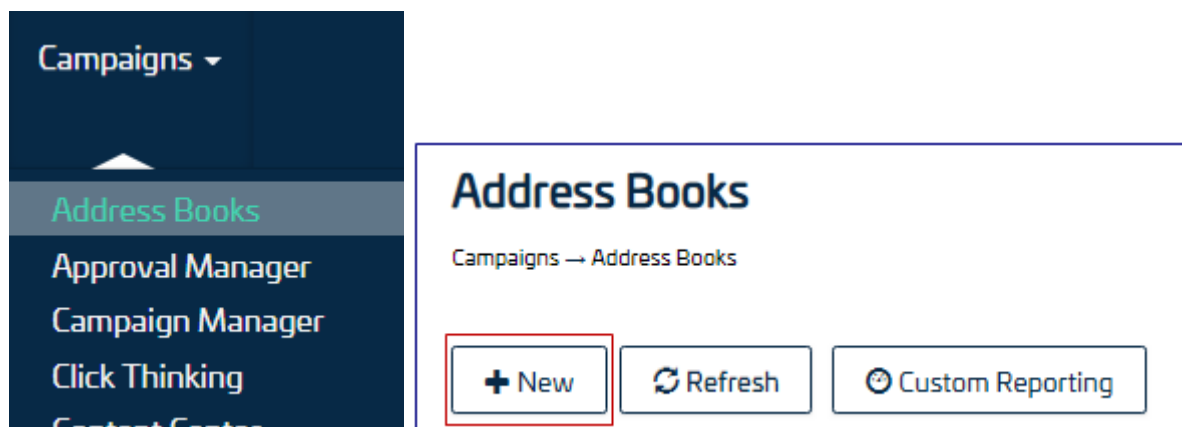 Campaigns
Address Books
Approval Manager
Campaign Manager
Click Thinking
Address Books
Campaigns → Address Books
New
Refresh
Custom Reporting